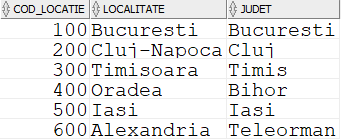 COD_LOCATIE LOCALITATE JUDET
100 Bucuresti Bucuresti
200 Cluj-Napoca Cluj
300 Timisoara Timis
400 Oradea Bihor
500 Iasi Iasi
600 Alexandria Teleorman